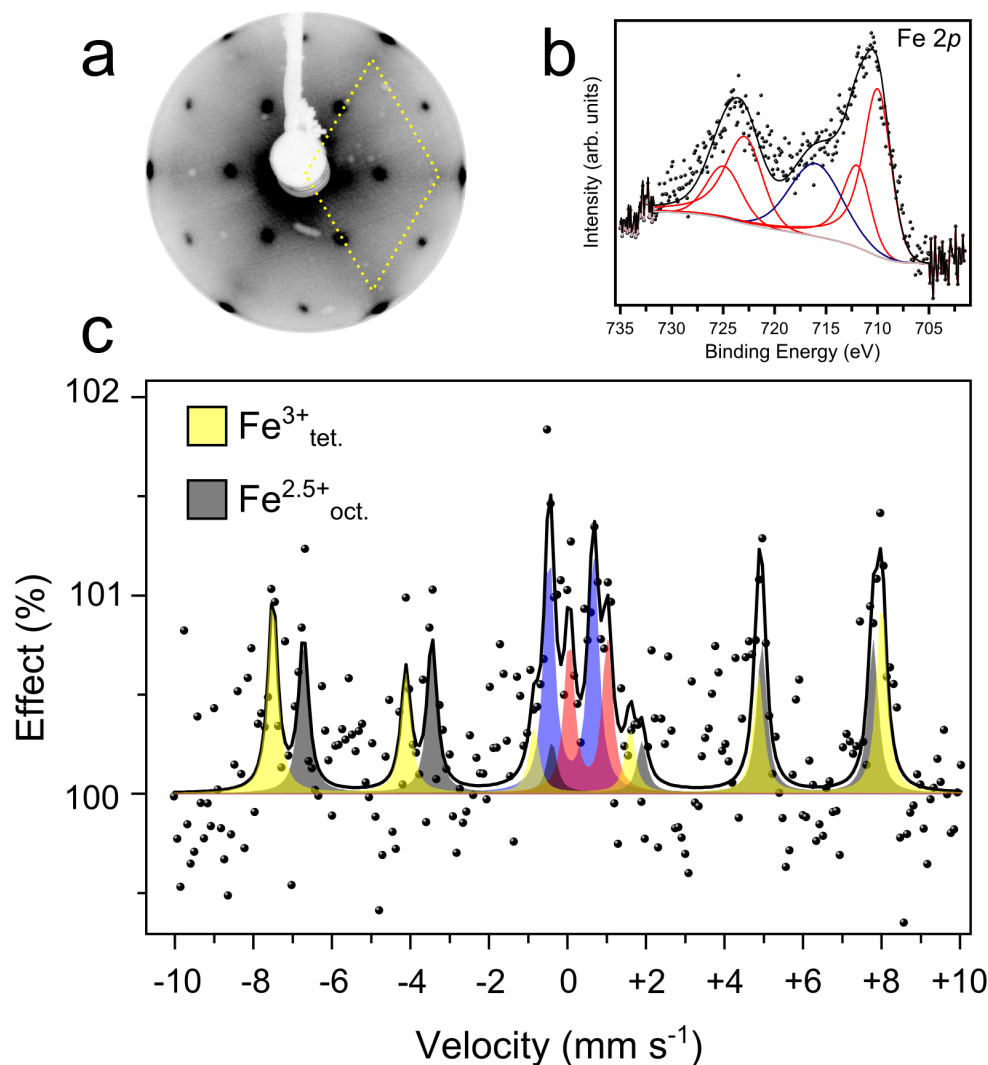 a
b
Fe 2p
Intensity (arb. units)
735 730 725 720 715 710 705
Binding Energy (eV)
c
102
101
100
Effect (%)
Fe³⁺tet.
Fe²·⁵⁺oct.
-10 -8 -6 -4 -2 0 +2 +4 +6 +8 +10
Velocity (mm s⁻¹)